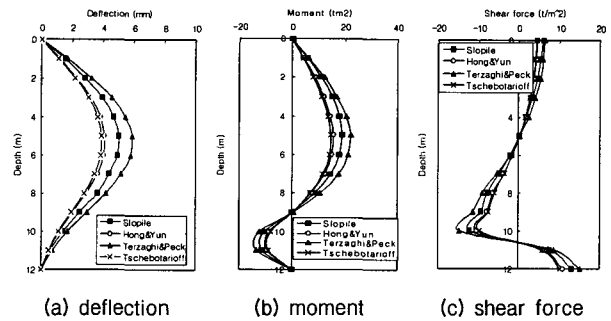 Deflection (mm)
0 2 4 6 8 10
0
2
4
6
8
10
12
Depth (m)
Slopile
Hong&Yun
Terzaghi&Peck
Tschebotarioff
(a) deflection
Moment (tm2)
-20 0 20 40
0
2
4
6
8
10
12
Depth (m)
Slopile
Hong&Yun
Terzaghi&Peck
Tschebotarioff
(b) moment
Shear force (t/m^2)
-20 -10 0 10 20
0
2
4
6
8
10
12
Depth (m)
Slopile
Hong&Yun
Terzaghi&Peck
Tschebotarioff
(c) shear force